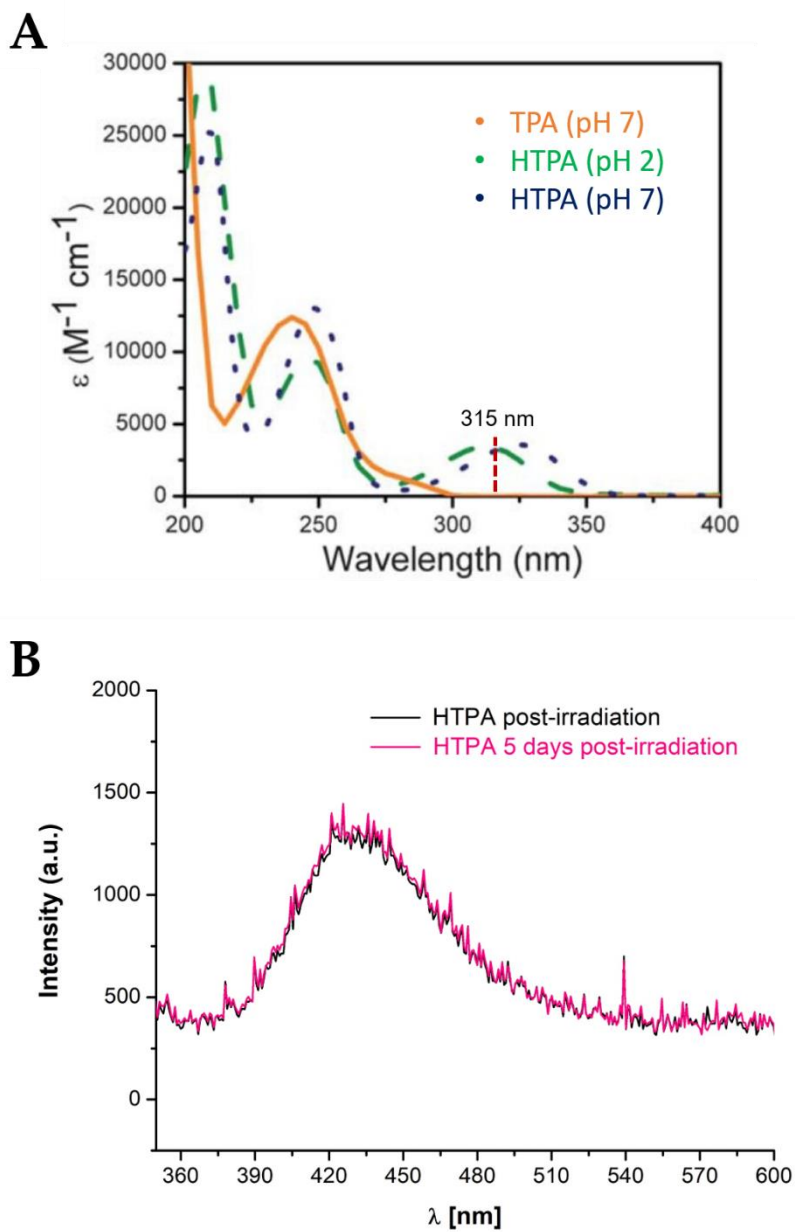 A
30000
25000
20000
15000
10000
5000
0
ε (M⁻¹ cm⁻¹)
• TPA (pH 7)
• HTPA (pH 2)
• HTPA (pH 7)
315 nm
200 250 300 350 400
Wavelength (nm)
B
2000
1500
1000
500
0
Intensity (a.u.)
HTPA post-irradiation
HTPA 5 days post-irradiation
360 390 420 450 480 510 540 570 600
λ [nm]